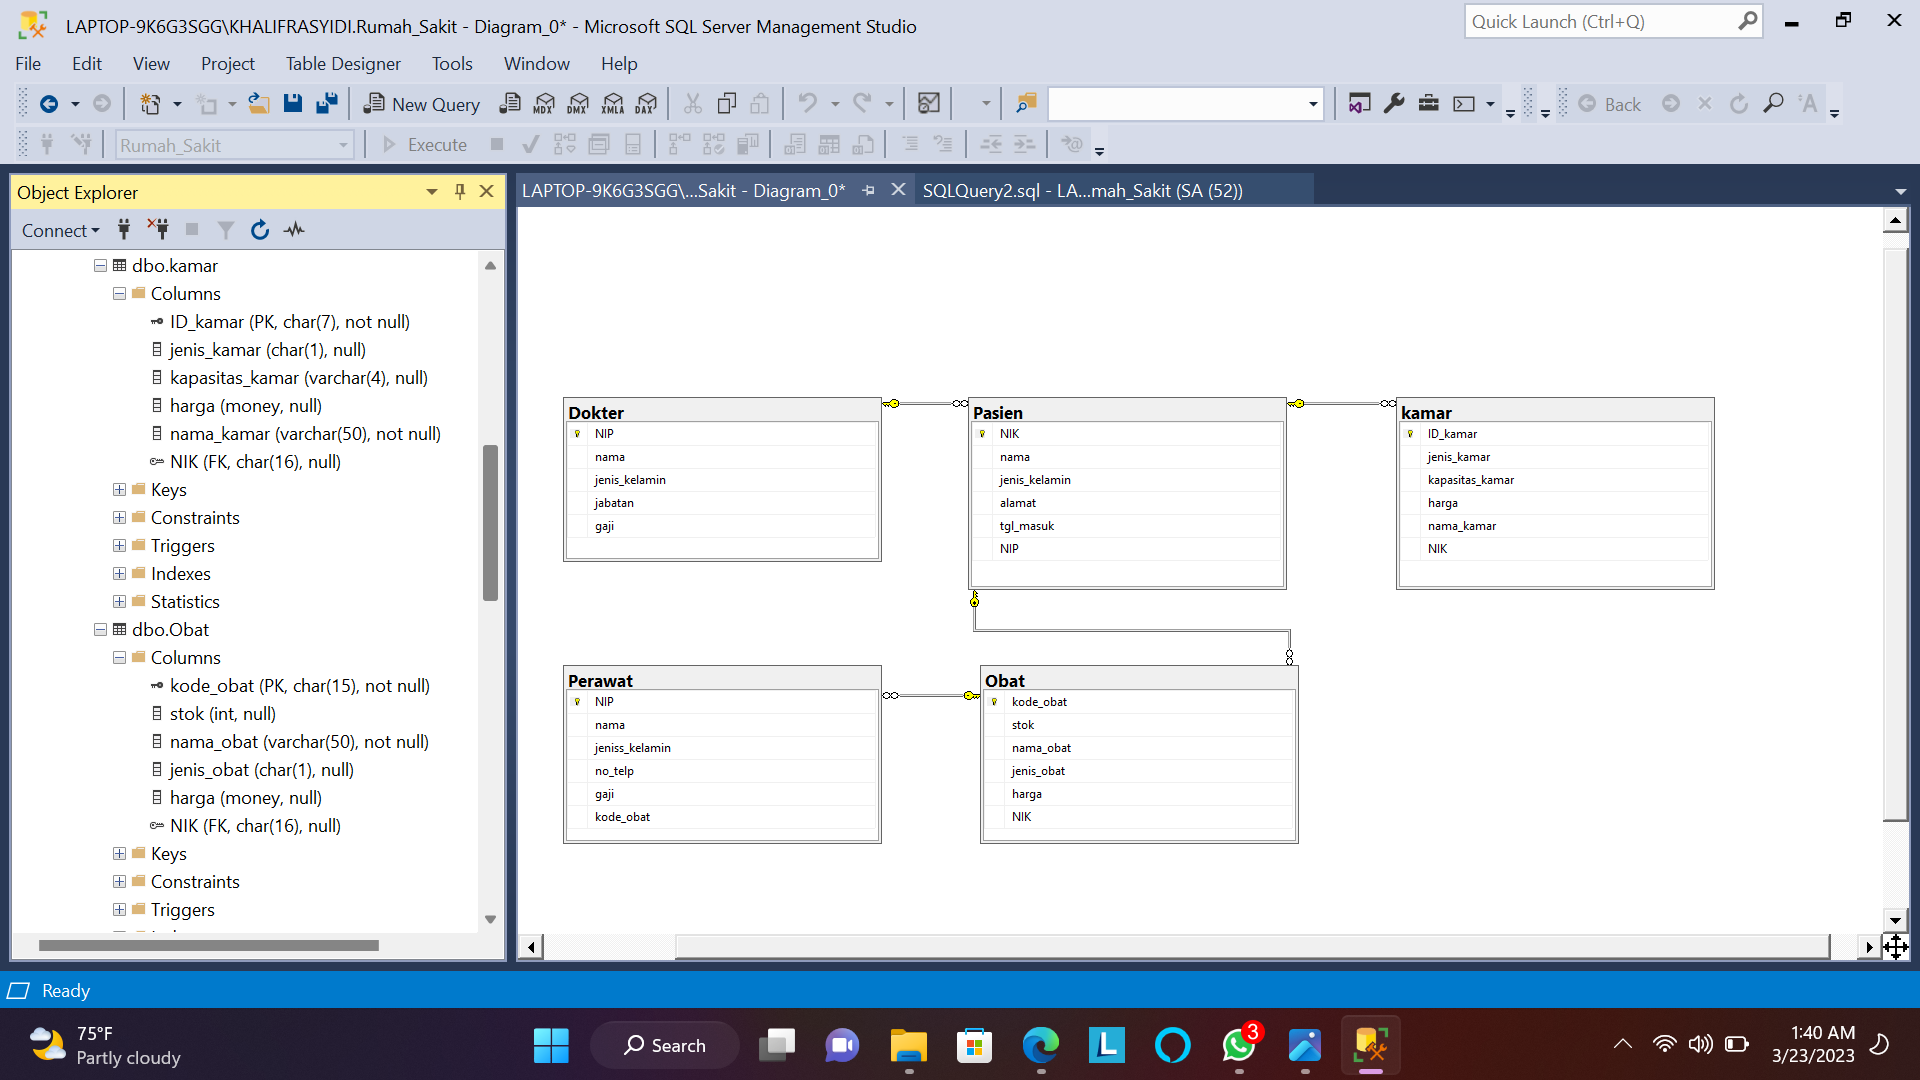 LAPTOP-9K6G3SGG\KHALIFRASYIDI.Rumah_Sakit - Diagram_0* - Microsoft SQL Server Management Studio
Quick Launch (Ctrl+Q)
File Edit View Project Table Designer Tools Window Help
New Query MDX DMX XMLA DAX Back
Rumah_Sakit Execute
Object Explorer
Connect
dbo.kamar
Columns
ID_kamar (PK, char(7), not null)
jenis_kamar (char(1), null)
kapasitas_kamar (varchar(4), null)
harga (money, null)
nama_kamar (varchar(50), not null)
NIK (FK, char(16), null)
Keys
Constraints
Triggers
Indexes
Statistics
dbo.Obat
Columns
kode_obat (PK, char(15), not null)
stok (int, null)
nama_obat (varchar(50), not null)
jenis_obat (char(1), null)
harga (money, null)
NIK (FK, char(16), null)
Keys
Constraints
Triggers
LAPTOP-9K6G3SGG\...Sakit - Diagram_0*
SQLQuery2.sql - LA...mah_Sakit (SA (52))
Dokter
NIP
nama
jenis_kelamin
jabatan
gaji
Pasien
NIK
nama
jenis_kelamin
alamat
tgl_masuk
NIP
kamar
ID_kamar
jenis_kamar
kapasitas_kamar
harga
nama_kamar
NIK
Perawat
NIP
nama
jeniss_kelamin
no_telp
gaji
kode_obat
Obat
kode_obat
stok
nama_obat
jenis_obat
harga
NIK
Ready
75°F
Partly cloudy
Search
L
3
1:40 AM
3/23/2023